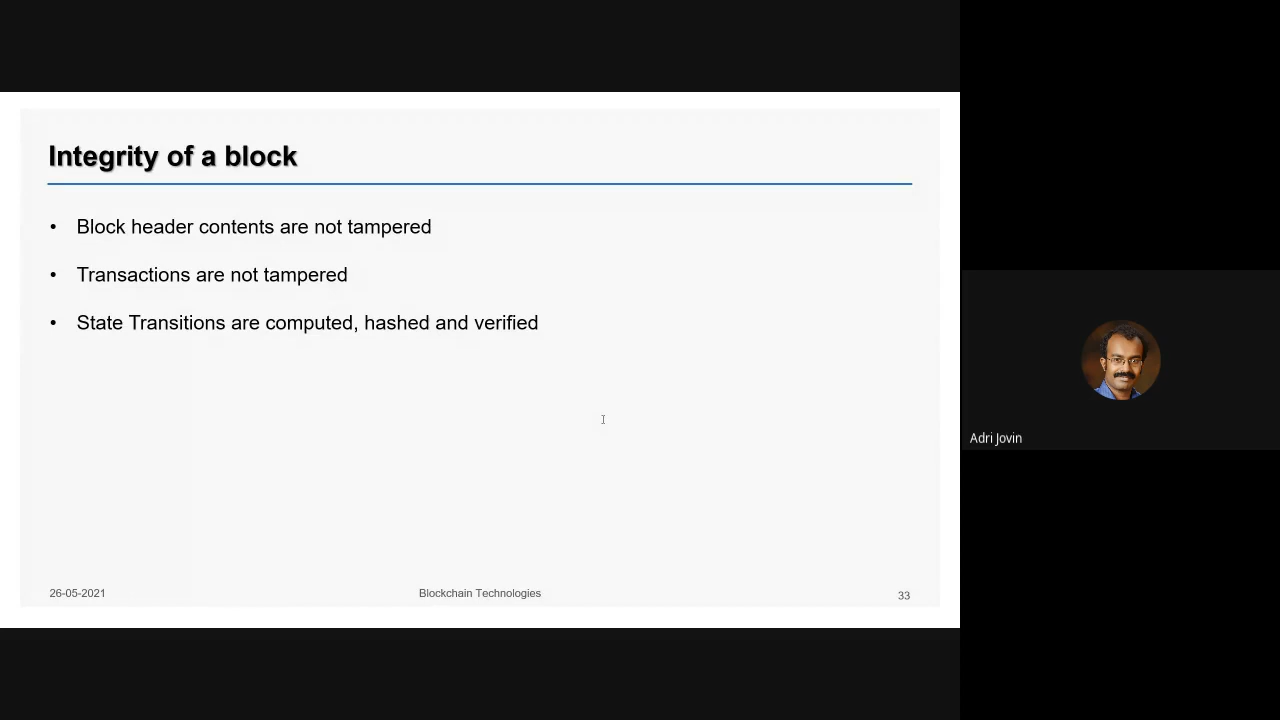 Integrity of a block
• Block header contents are not tampered
• Transactions are not tampered
• State Transitions are computed, hashed and verified
26-05-2021
Blockchain Technologies
33
Adri Jovin